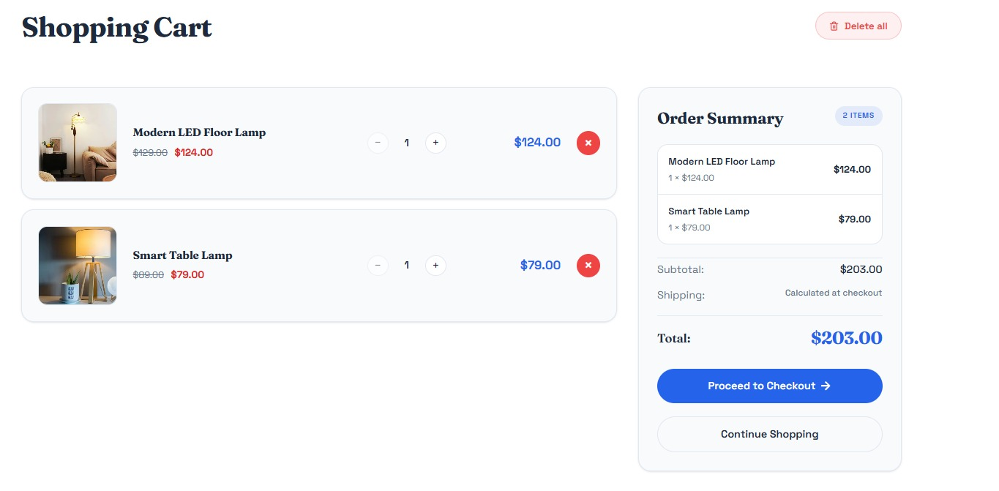 Shopping Cart
Delete all
Modern LED Floor Lamp
$129.00 $124.00
− 1 +
$124.00
Smart Table Lamp
$89.00 $79.00
− 1 +
$79.00
Order Summary
2 ITEMS
Modern LED Floor Lamp
1 × $124.00
$124.00
Smart Table Lamp
1 × $79.00
$79.00
Subtotal: $203.00
Shipping: Calculated at checkout
Total: $203.00
Proceed to Checkout →
Continue Shopping